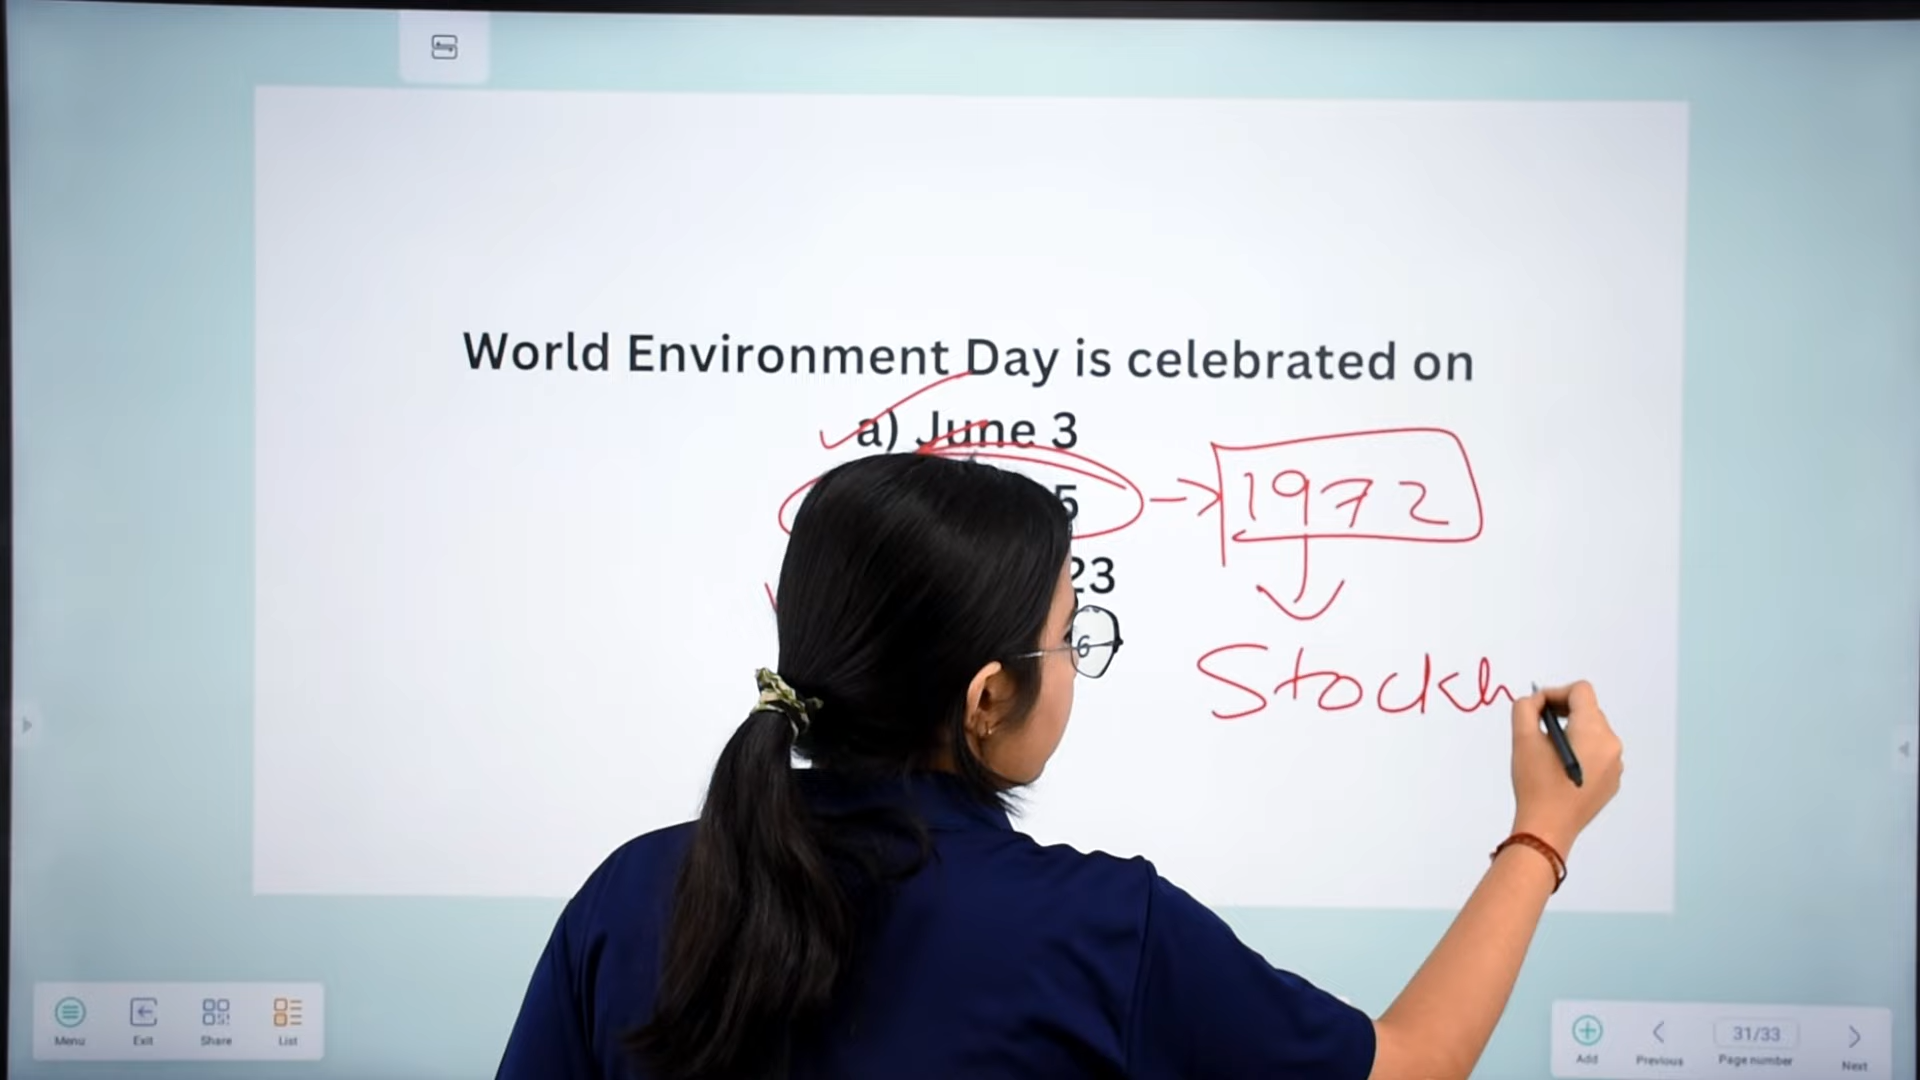 World Environment Day is celebrated on
a) June 3
5
1972
23
6
Stockh
Menu
Exit
Share
List
Add
Previous
31/33
Page number
Next